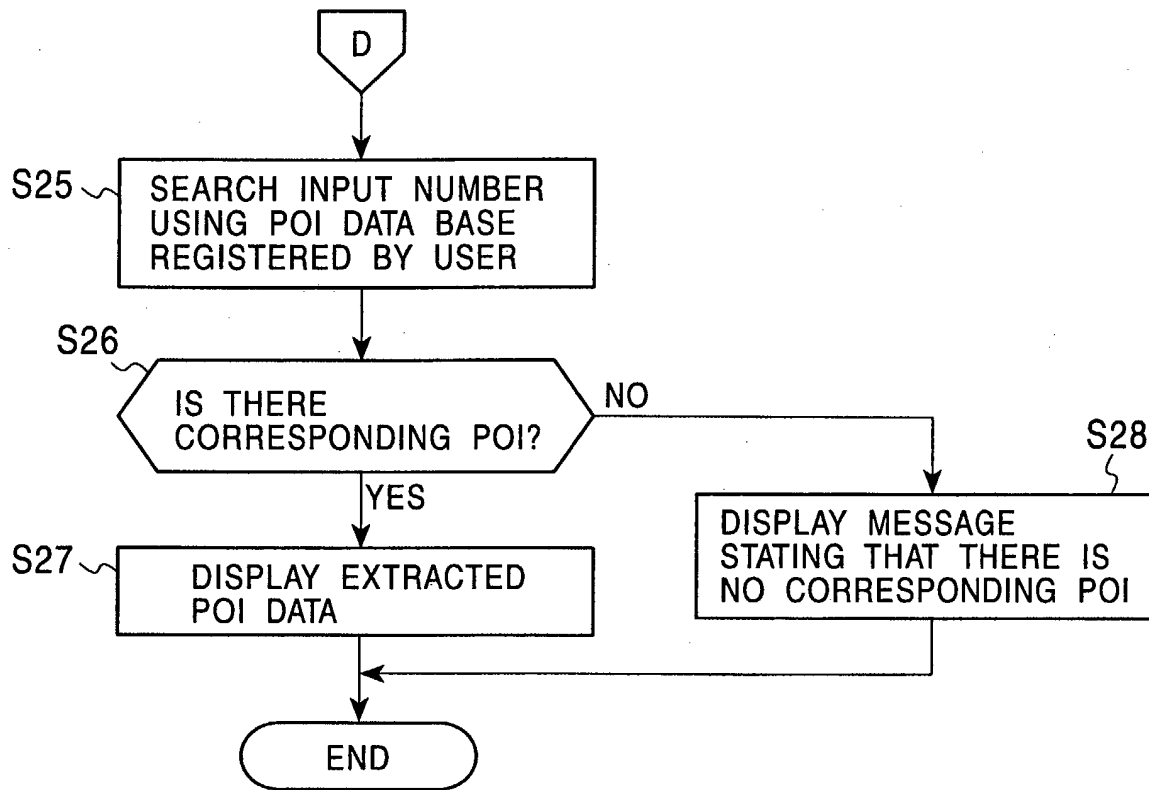 D
S25
SEARCH INPUT NUMBER
USING POI DATA BASE
REGISTERED BY USER
S26
IS THERE
CORRESPONDING POI?
NO
YES
S28
DISPLAY MESSAGE
STATING THAT THERE IS
NO CORRESPONDING POI
S27
DISPLAY EXTRACTED
POI DATA
END